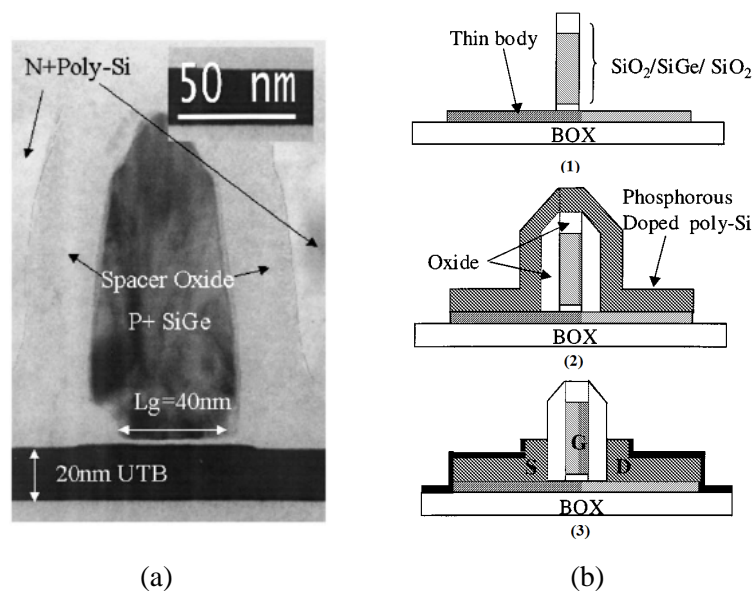 N+Poly-Si
50 nm
Spacer Oxide
P+ SiGe
Lg=40nm
20nm UTB
(a)
Thin body
SiO₂/SiGe/ SiO₂
BOX
(1)
Phosphorous
Doped poly-Si
Oxide
BOX
(2)
G
S
D
BOX
(3)
(b)